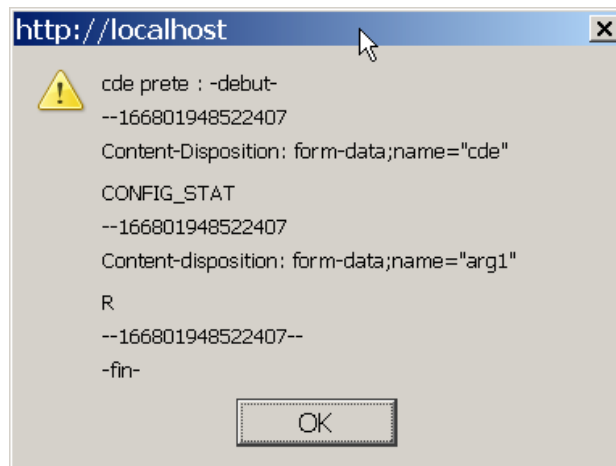 http://localhost
cde prete : -debut-
--166801948522407
Content-Disposition: form-data;name="cde"
CONFIG_STAT
--166801948522407
Content-disposition: form-data;name="arg1"
R
--166801948522407--
-fin-
OK